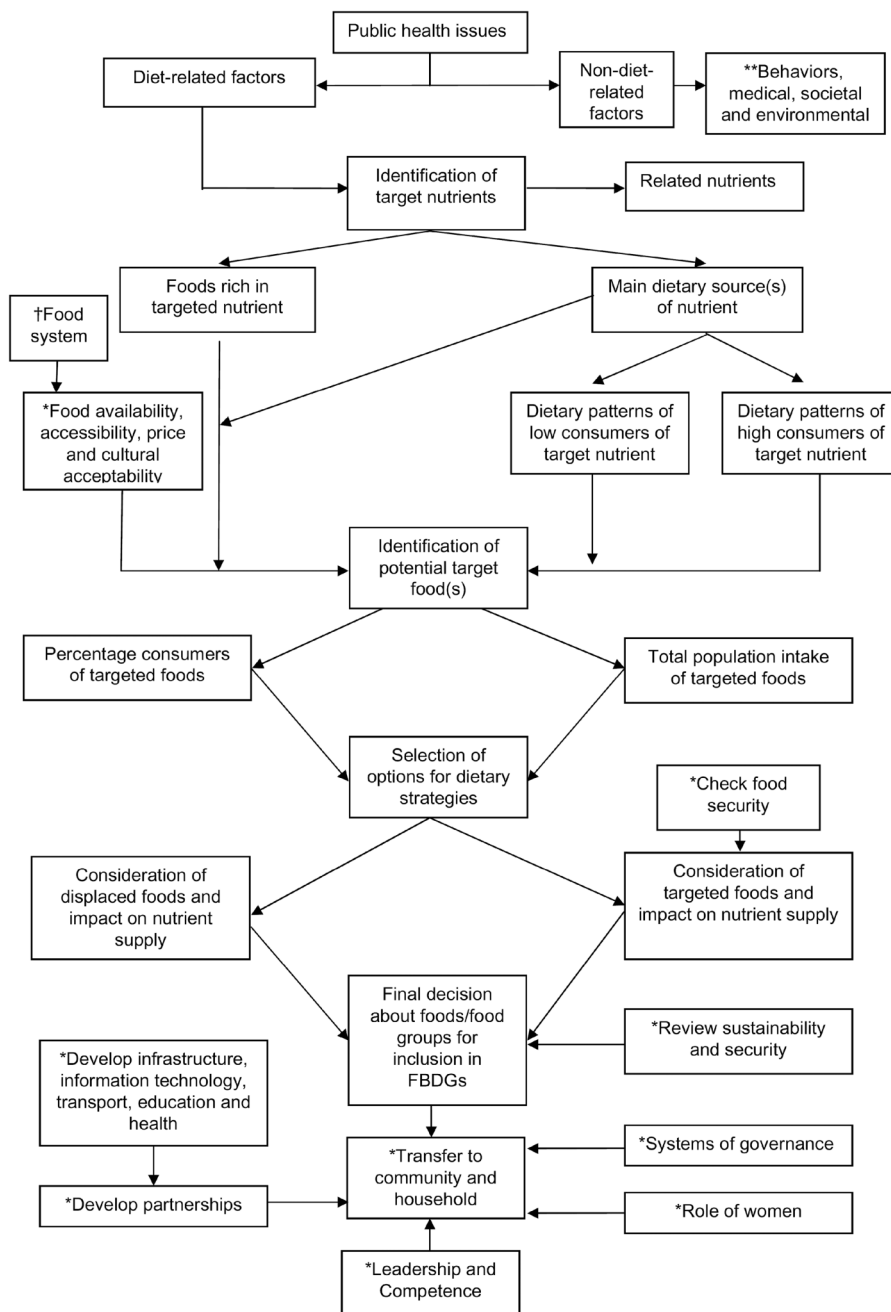 Public health issues
Diet-related factors
Non-diet-
related
factors
**Behaviors,
medical, societal
and environmental
Identification of
target nutrients
Related nutrients
Foods rich in
targeted nutrient
Main dietary source(s)
of nutrient
†Food
system
*Food availability,
accessibility, price
and cultural
acceptability
Dietary patterns of
low consumers of
target nutrient
Dietary patterns of
high consumers of
target nutrient
Identification of
potential target
food(s)
Percentage consumers
of targeted foods
Total population intake
of targeted foods
Selection of
options for dietary
strategies
*Check food
security
Consideration of
displaced foods and
impact on nutrient
supply
Consideration of
targeted foods and
impact on nutrient
supply
Final decision
about foods/food
groups for
inclusion in
FBDGs
*Review sustainability
and security
*Develop infrastructure,
information technology,
transport, education and
health
*Transfer to
community and
household
*Systems of governance
*Develop partnerships
*Role of women
*Leadership and
Competence